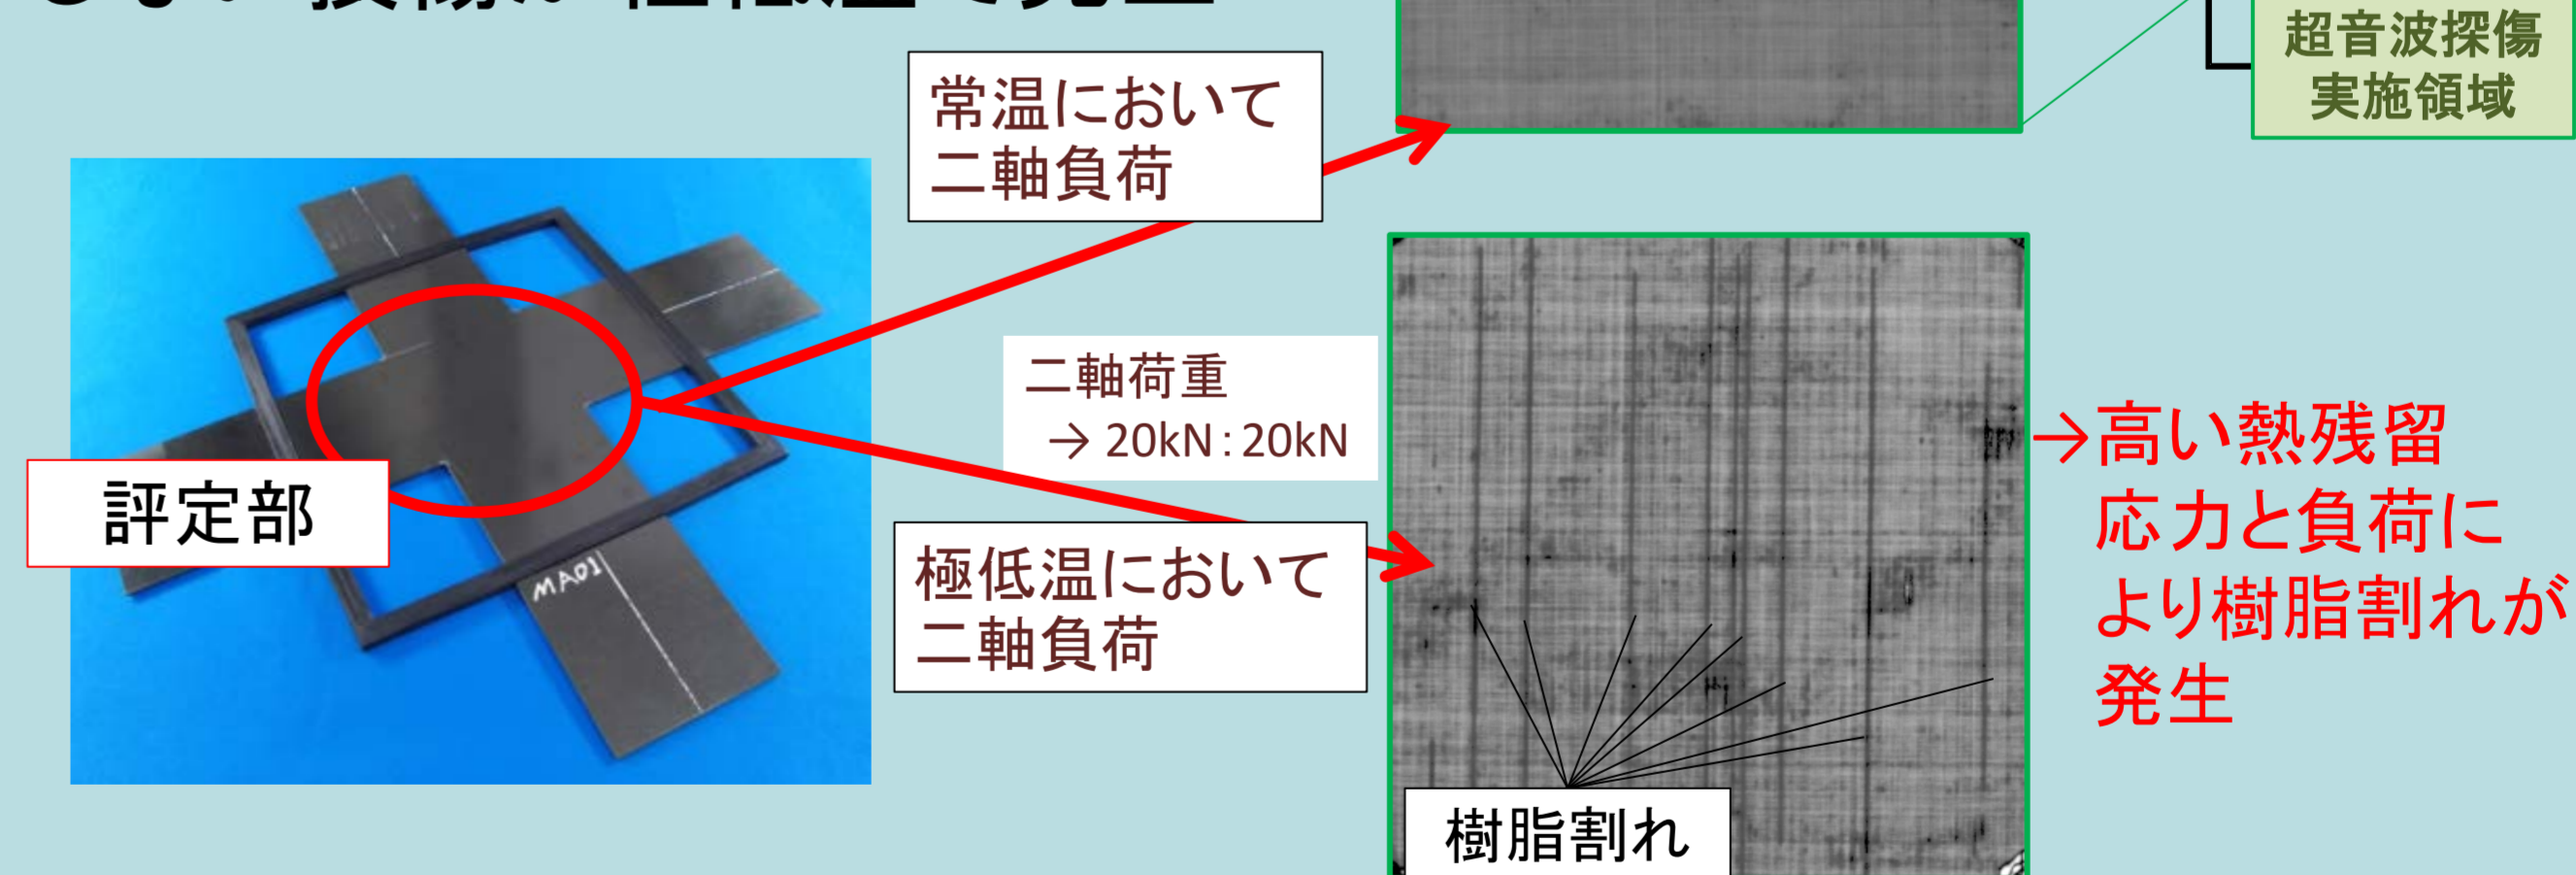 超音波探傷
実施領域
常温において
二軸負荷
二軸荷重
→ 20kN:20kN
評定部
MA01
極低温において
二軸負荷
→高い熱残留
応力と負荷に
より樹脂割れが
発生
樹脂割れ